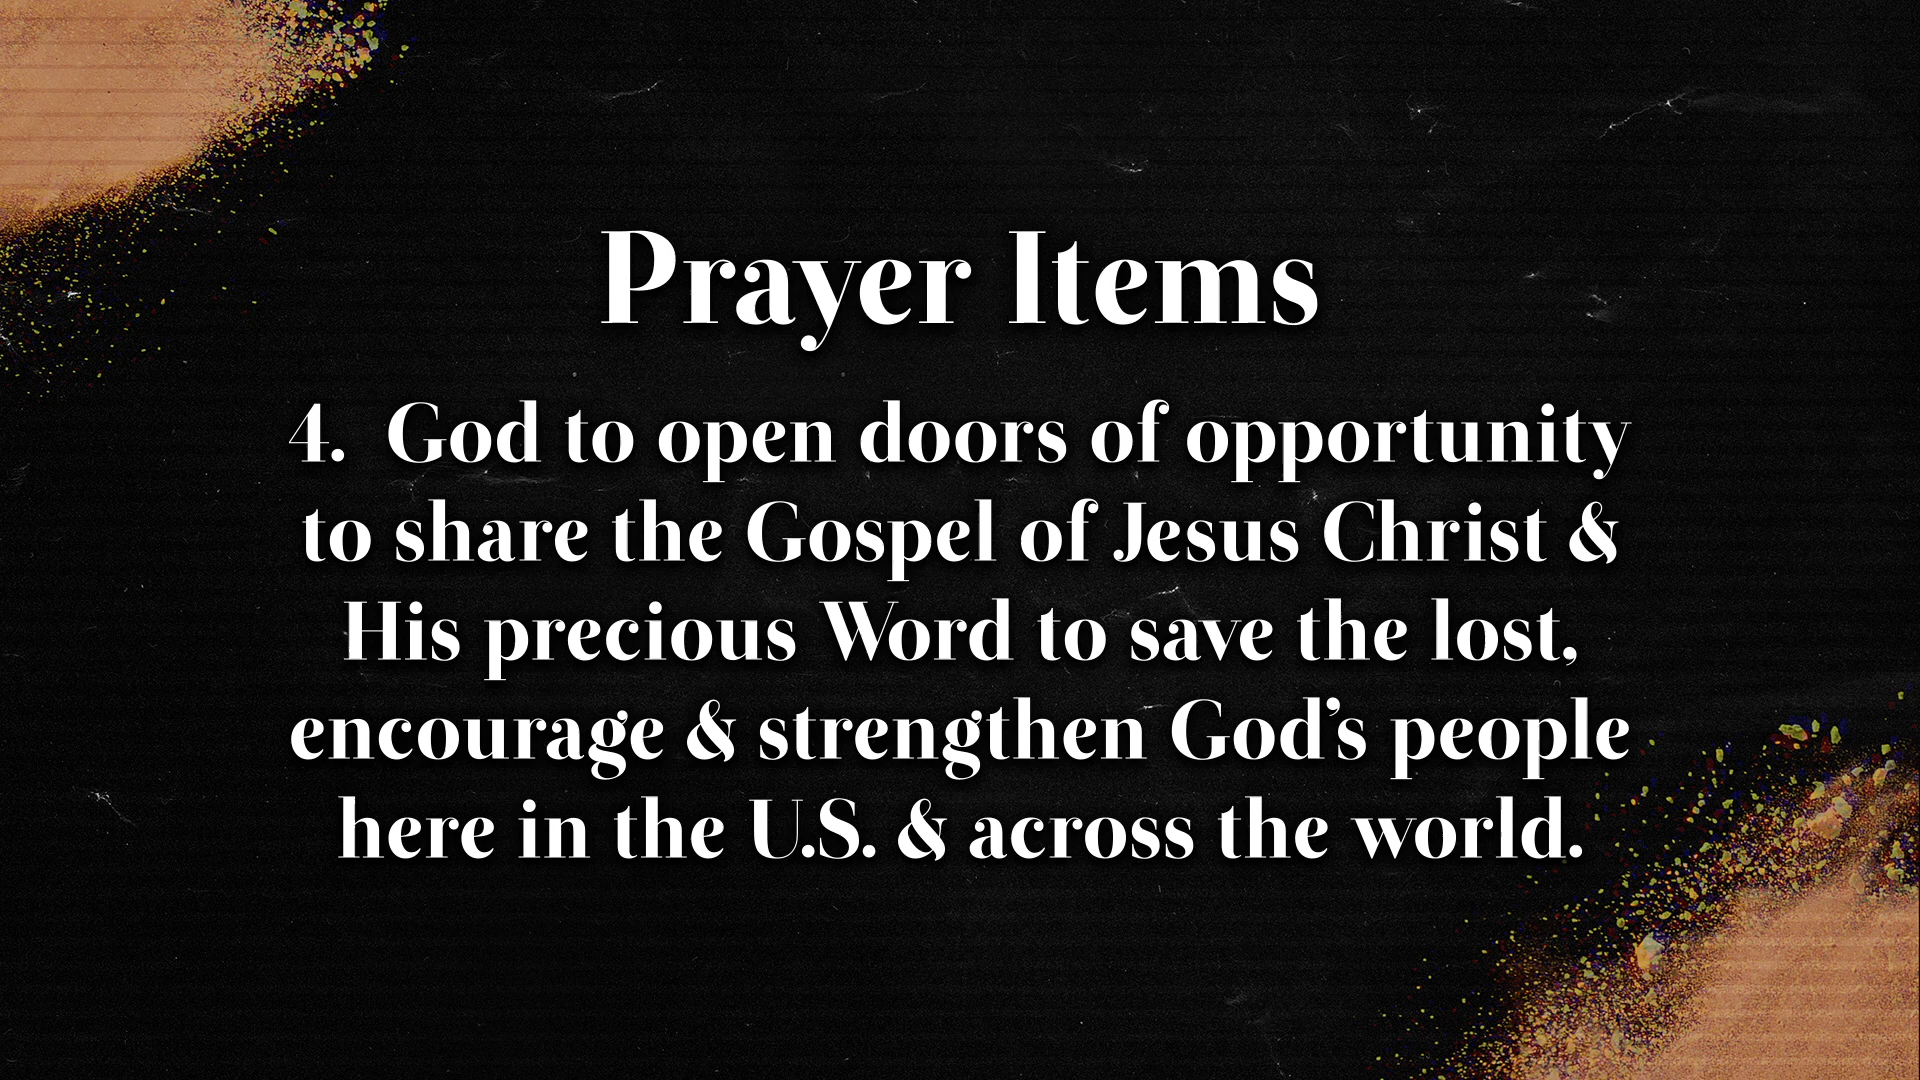 Prayer Items
4.  God to open doors of opportunity
to share the Gospel of Jesus Christ &
His precious Word to save the lost,
encourage & strengthen God’s people
here in the U.S. & across the world.